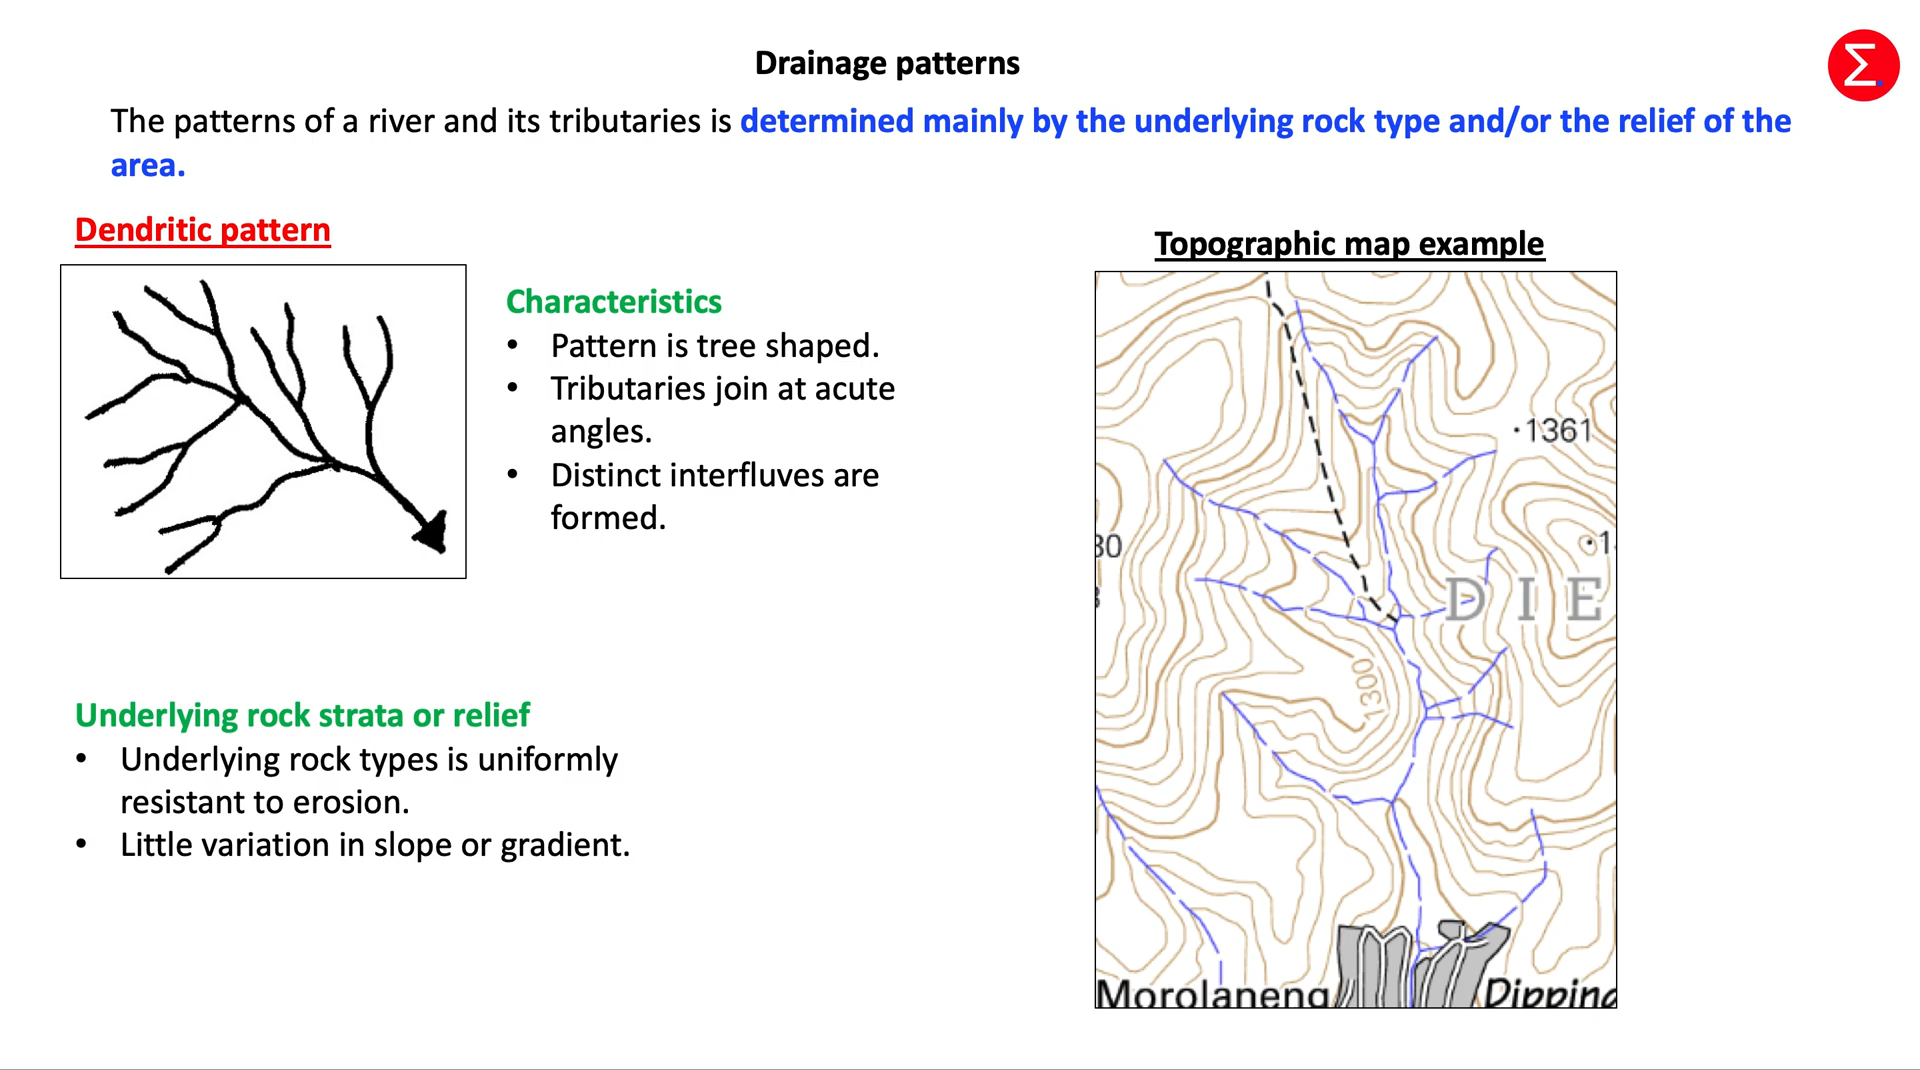 Drainage patterns
Σ
The patterns of a river and its tributaries is determined mainly by the underlying rock type and/or the relief of the
area.
Dendritic pattern
Characteristics
• Pattern is tree shaped.
• Tributaries join at acute
angles.
• Distinct interfluves are
formed.
Underlying rock strata or relief
• Underlying rock types is uniformly
resistant to erosion.
• Little variation in slope or gradient.
Topographic map example
·1361
30
·1
DIE
1300
Morolaneng
Dipping